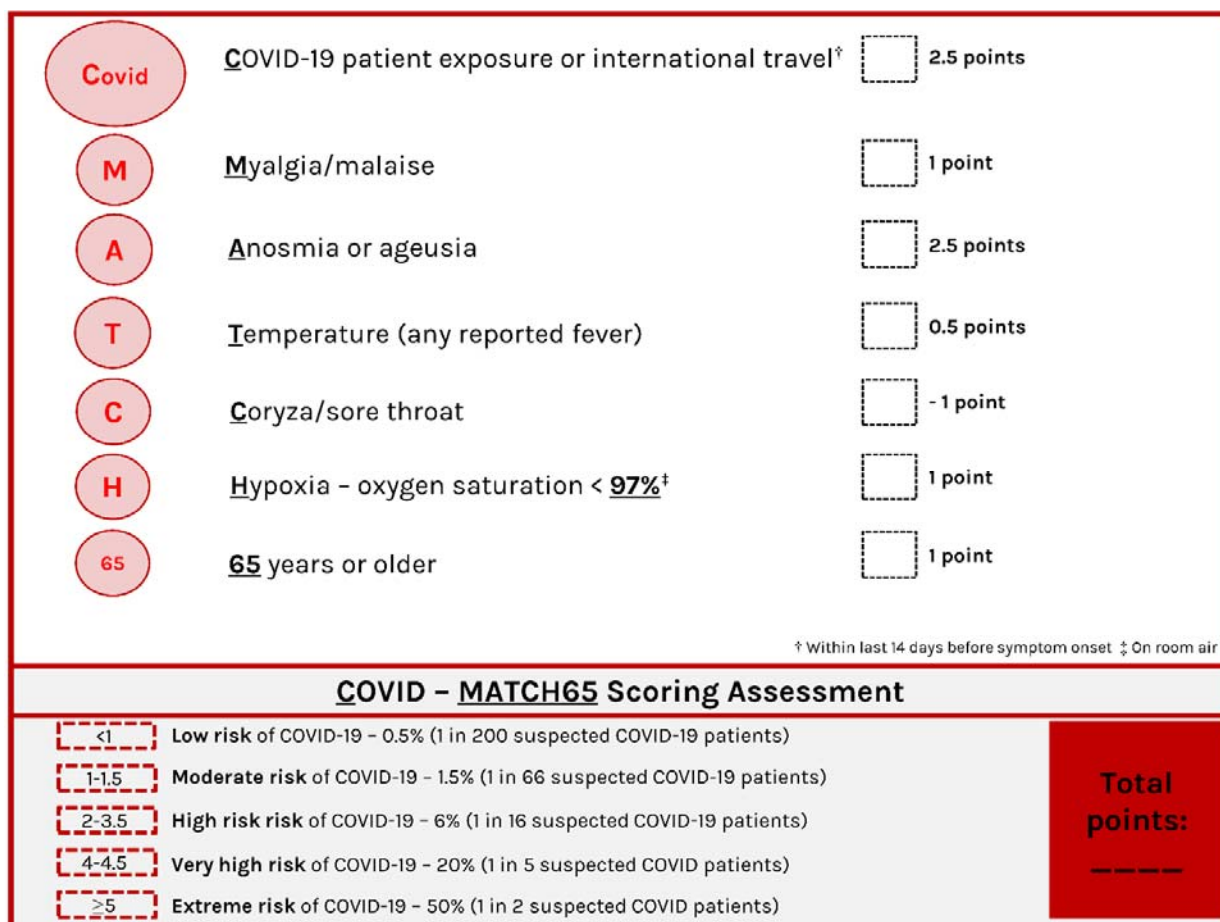 Covid COVID-19 patient exposure or international travel† 2.5 points
M Myalgia/malaise 1 point
A Anosmia or ageusia 2.5 points
T Temperature (any reported fever) 0.5 points
C Coryza/sore throat - 1 point
H Hypoxia – oxygen saturation < 97%‡ 1 point
65 65 years or older 1 point
† Within last 14 days before symptom onset ‡ On room air
COVID – MATCH65 Scoring Assessment
<1 Low risk of COVID-19 – 0.5% (1 in 200 suspected COVID-19 patients)
1-1.5 Moderate risk of COVID-19 – 1.5% (1 in 66 suspected COVID-19 patients)
2-3.5 High risk risk of COVID-19 – 6% (1 in 16 suspected COVID-19 patients)
4-4.5 Very high risk of COVID-19 – 20% (1 in 5 suspected COVID patients)
≥5 Extreme risk of COVID-19 – 50% (1 in 2 suspected COVID patients)
Total
points:
____